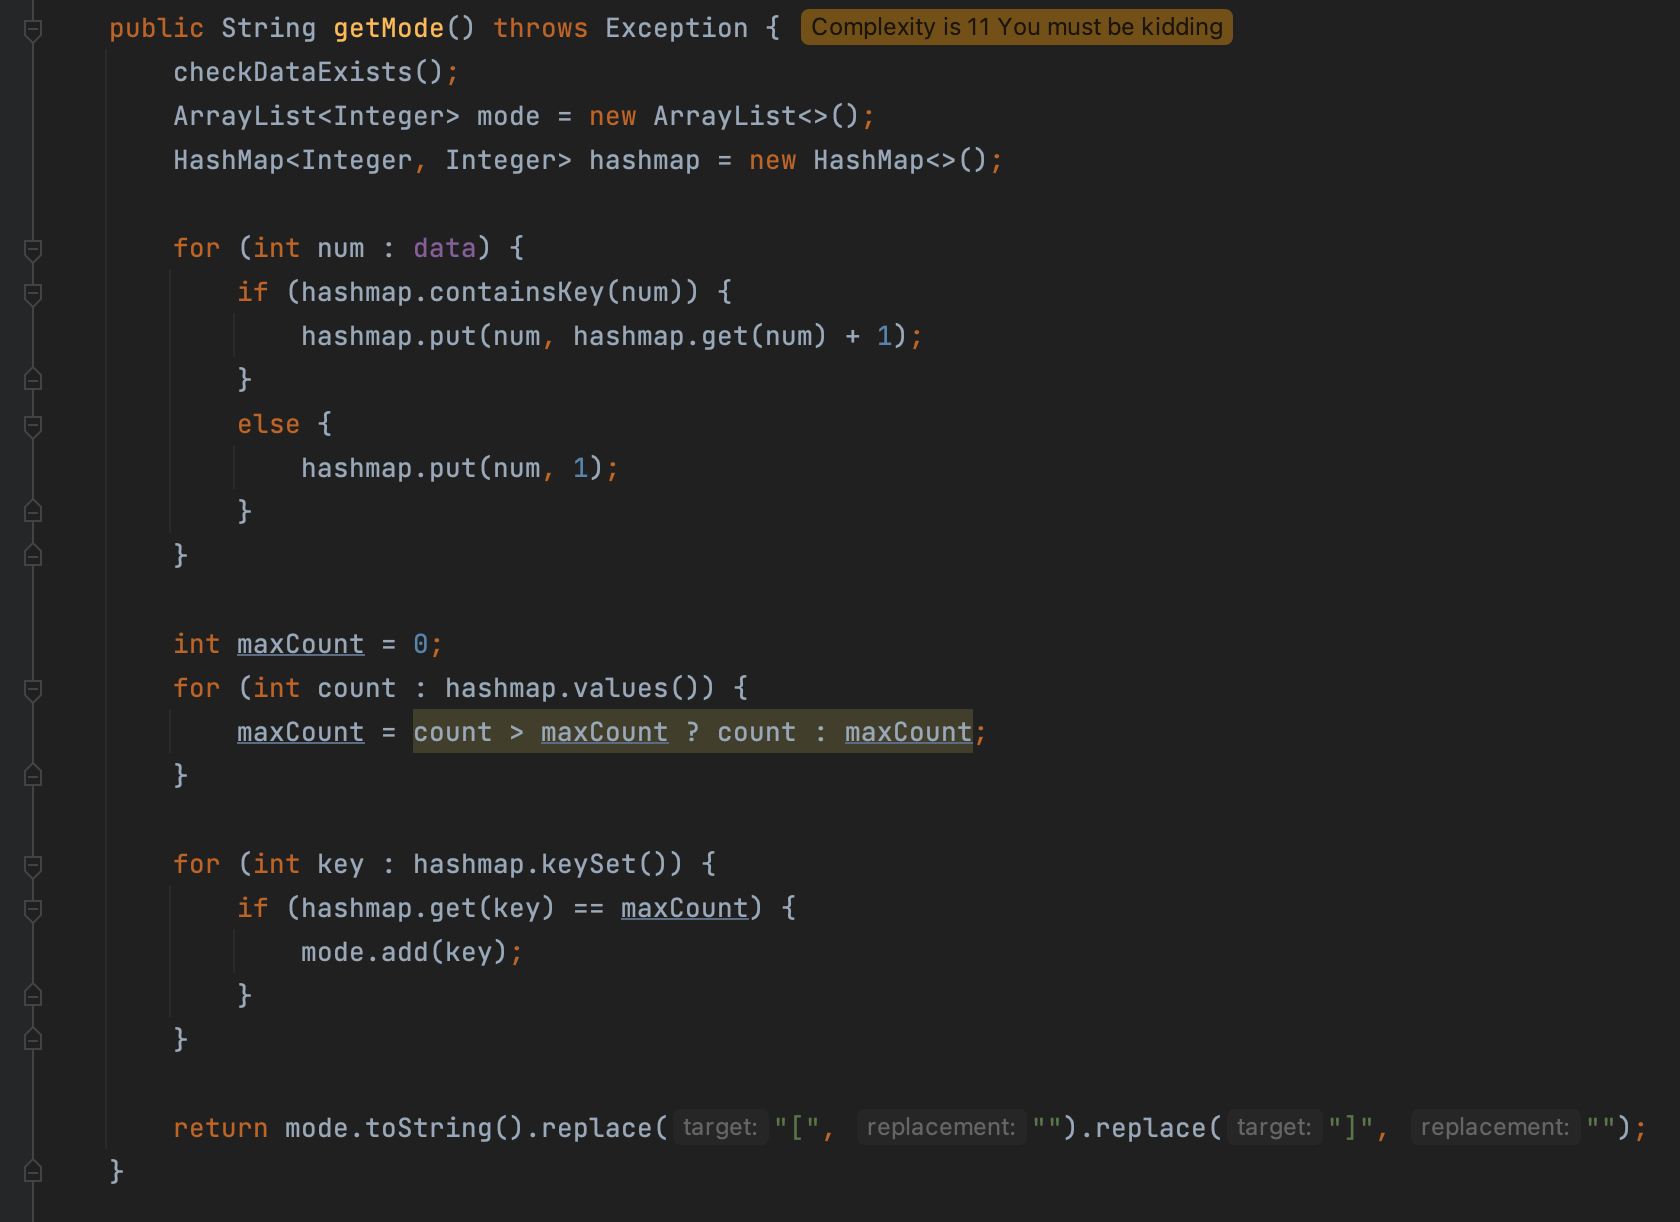 public String getMode() throws Exception { Complexity is 11 You must be kidding
checkDataExists();
ArrayList<Integer> mode = new ArrayList<>();
HashMap<Integer, Integer> hashmap = new HashMap<>();
for (int num : data) {
if (hashmap.containsKey(num)) {
hashmap.put(num, hashmap.get(num) + 1);
}
else {
hashmap.put(num, 1);
}
}
int maxCount = 0;
for (int count : hashmap.values()) {
maxCount = count > maxCount ? count : maxCount;
}
for (int key : hashmap.keySet()) {
if (hashmap.get(key) == maxCount) {
mode.add(key);
}
}
return mode.toString().replace( target: "[", replacement: "").replace( target: "]", replacement: "");
}